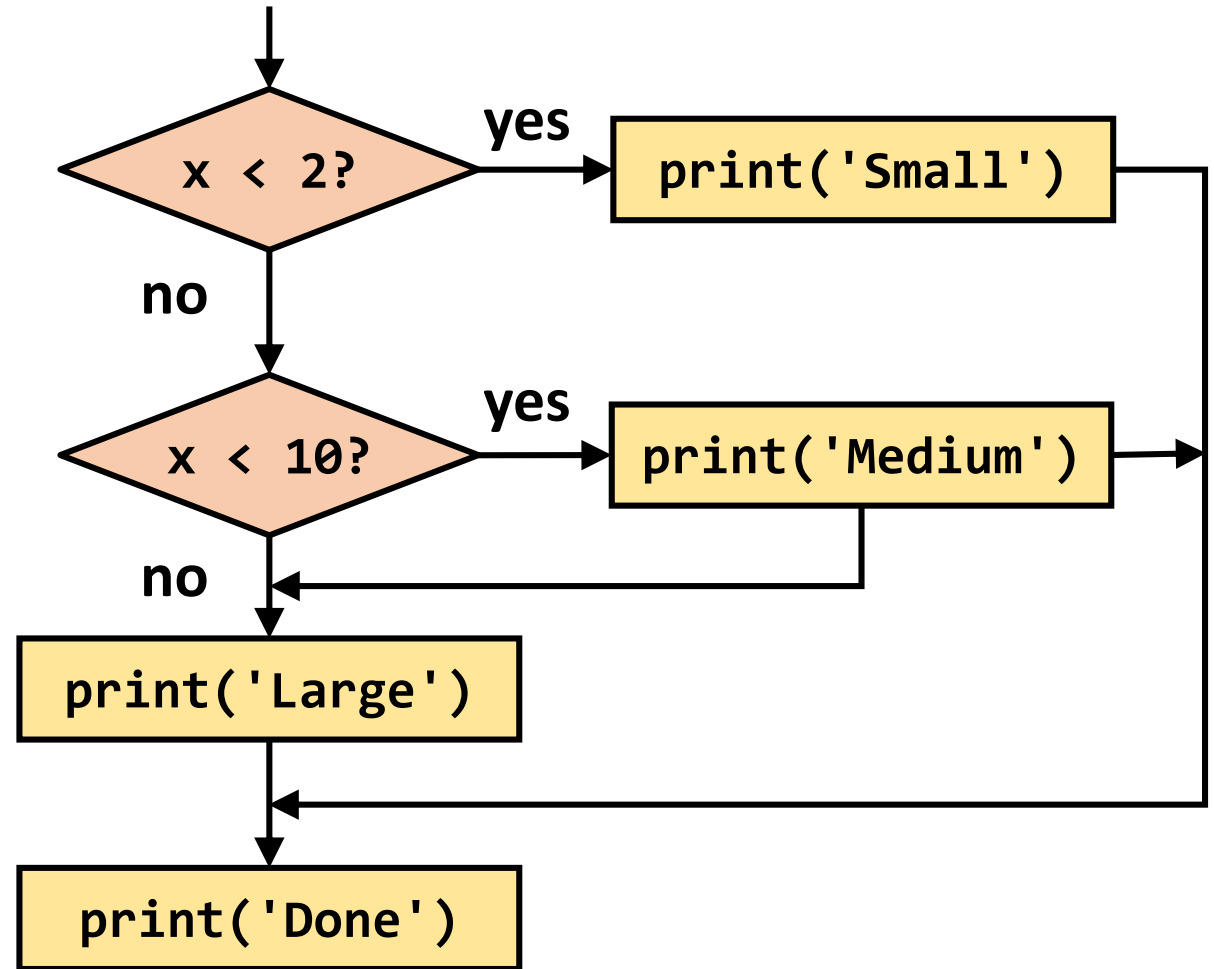 x < 2?
yes
print('Small')
no
x < 10?
yes
print('Medium')
no
print('Large')
print('Done')